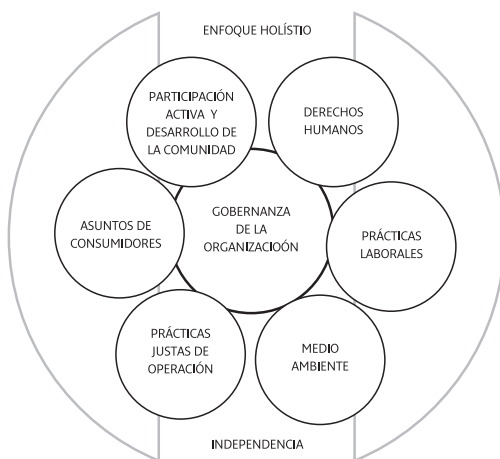 ENFOQUE HOLÍSTIO
PARTICIPACIÓN
ACTIVA Y
DESARROLLO DE
LA COMUNIDAD
DERECHOS
HUMANOS
ASUNTOS DE
CONSUMIDORES
GOBERNANZA
DE LA
ORGANIZACIOÓN
PRÁCTICAS
LABORALES
PRÁCTICAS
JUSTAS DE
OPERACIÓN
MEDIO
AMBIENTE
INDEPENDENCIA